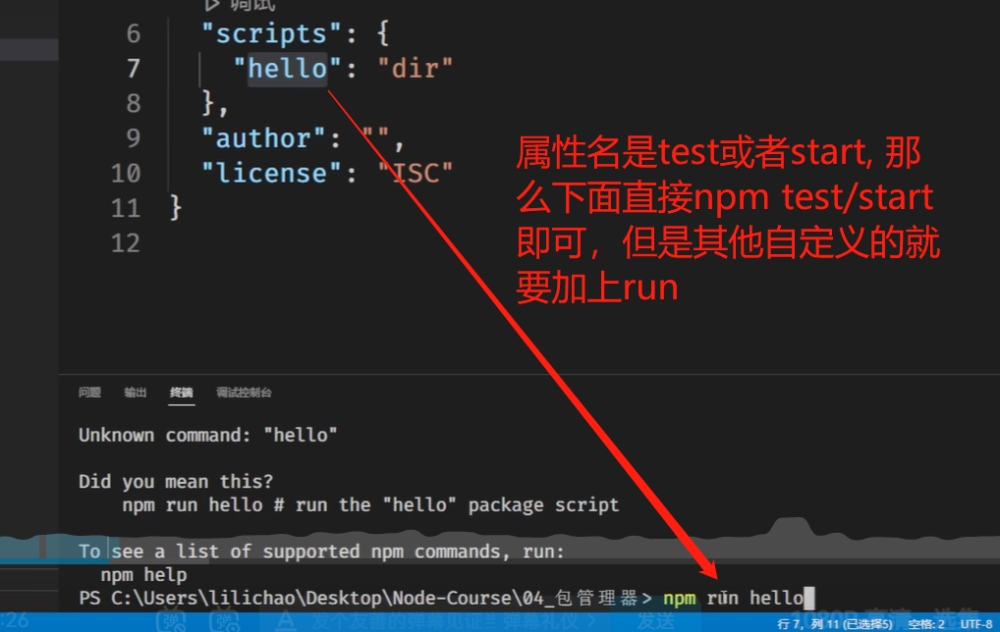 调试
6 "scripts": {
7 "hello": "dir"
8 },
9 "author": "",
10 "license": "ISC"
11 }
12
属性名是test或者start, 那
么下面直接npm test/start
即可，但是其他自定义的就
要加上run
问题 输出 终端 调试控制台
Unknown command: "hello"
Did you mean this?
npm run hello # run the "hello" package script
To see a list of supported npm commands, run:
npm help
PS C:\Users\lilichao\Desktop\Node-Course\04_包管理器> npm run hello
:26 弹 弹 A 发个友善的弹幕见证 弹幕礼仪 > 发送 1080P 高清 选集
行 7, 列 11 (已选择5) 空格: 2 UTF-8